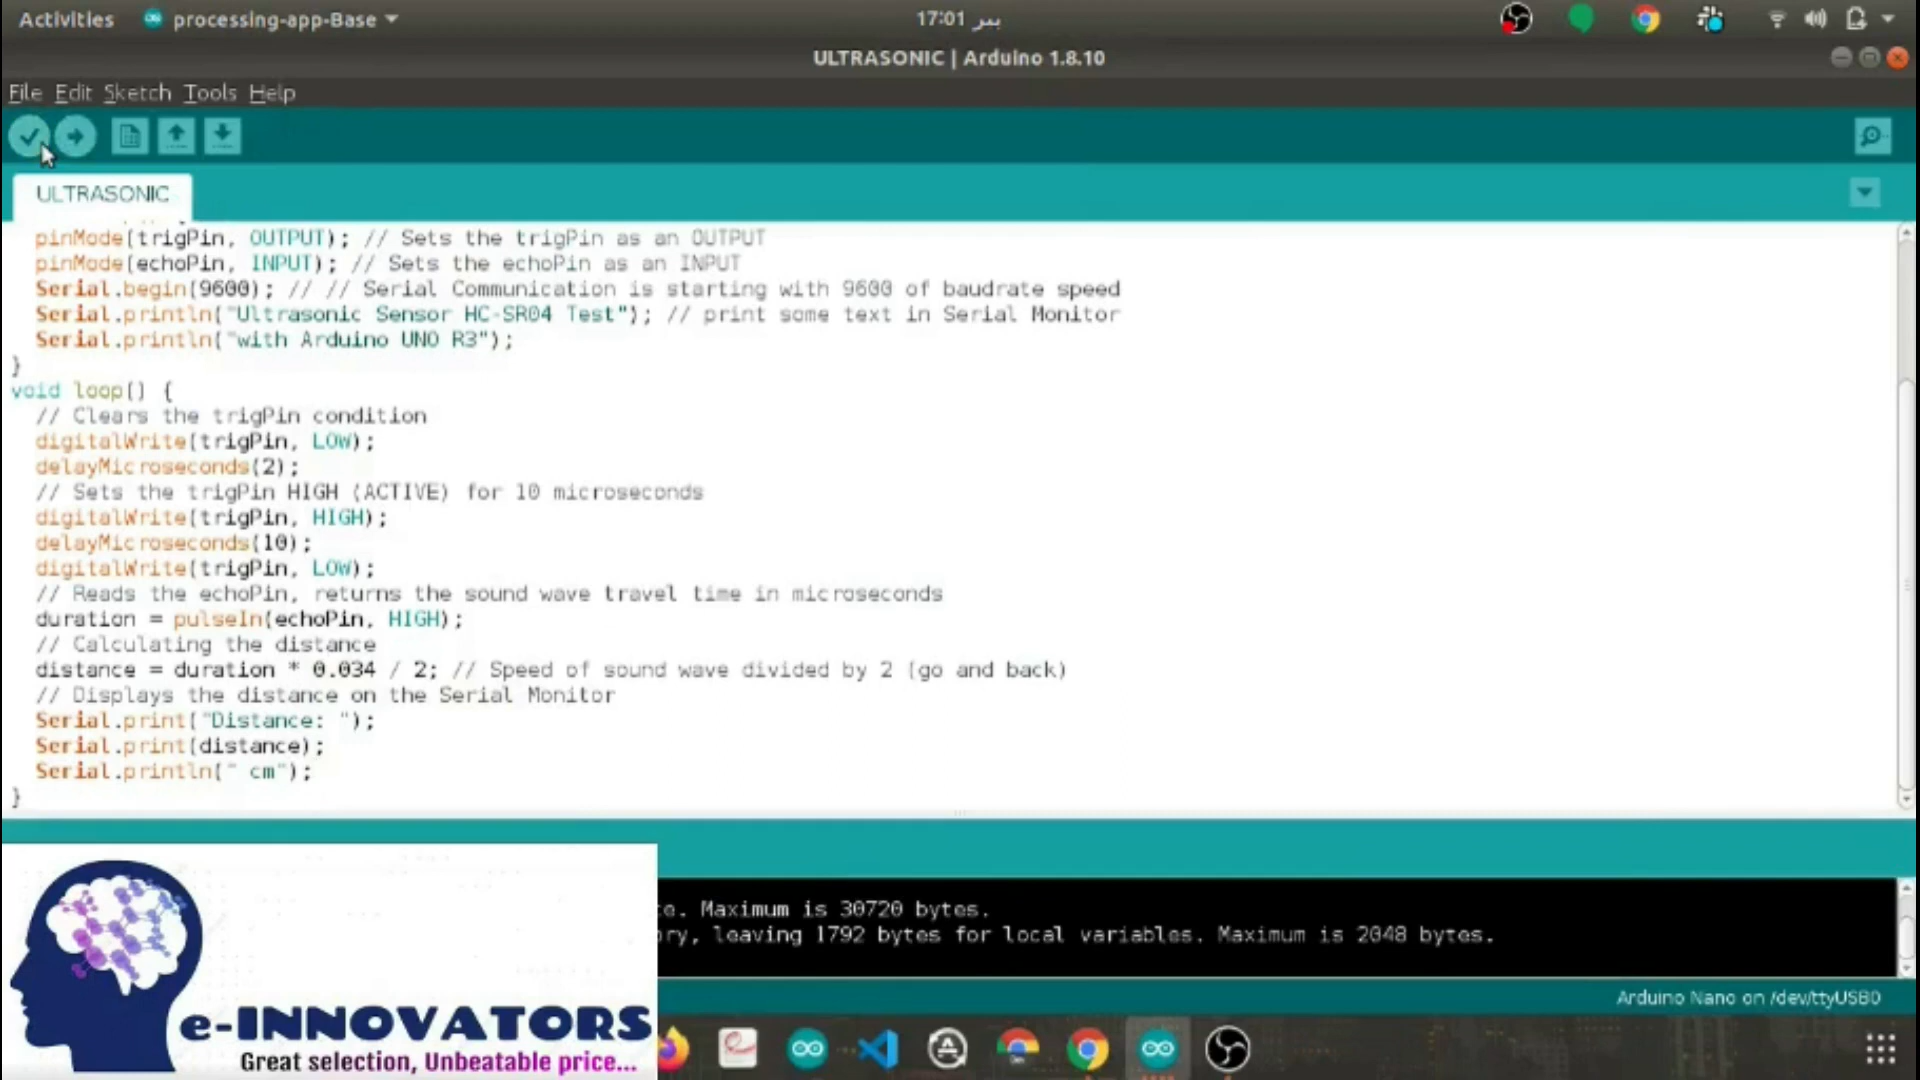 Activities processing-app-Base 17:01 بىر
ULTRASONIC | Arduino 1.8.10
File Edit Sketch Tools Help
ULTRASONIC
pinMode(trigPin, OUTPUT); // Sets the trigPin as an OUTPUT
pinMode(echoPin, INPUT); // Sets the echoPin as an INPUT
Serial.begin(9600); // // Serial Communication is starting with 9600 of baudrate speed
Serial.println("Ultrasonic Sensor HC-SR04 Test"); // print some text in Serial Monitor
Serial.println("with Arduino UNO R3");
}
void loop() {
// Clears the trigPin condition
digitalWrite(trigPin, LOW);
delayMicroseconds(2);
// Sets the trigPin HIGH (ACTIVE) for 10 microseconds
digitalWrite(trigPin, HIGH);
delayMicroseconds(10);
digitalWrite(trigPin, LOW);
// Reads the echoPin, returns the sound wave travel time in microseconds
duration = pulseIn(echoPin, HIGH);
// Calculating the distance
distance = duration * 0.034 / 2; // Speed of sound wave divided by 2 (go and back)
// Displays the distance on the Serial Monitor
Serial.print("Distance: ");
Serial.print(distance);
Serial.println(" cm");
}
e. Maximum is 30720 bytes.
ry, leaving 1792 bytes for local variables. Maximum is 2048 bytes.
Arduino Nano on /dev/ttyUSB0
e-INNOVATORS
Great selection, Unbeatable price...